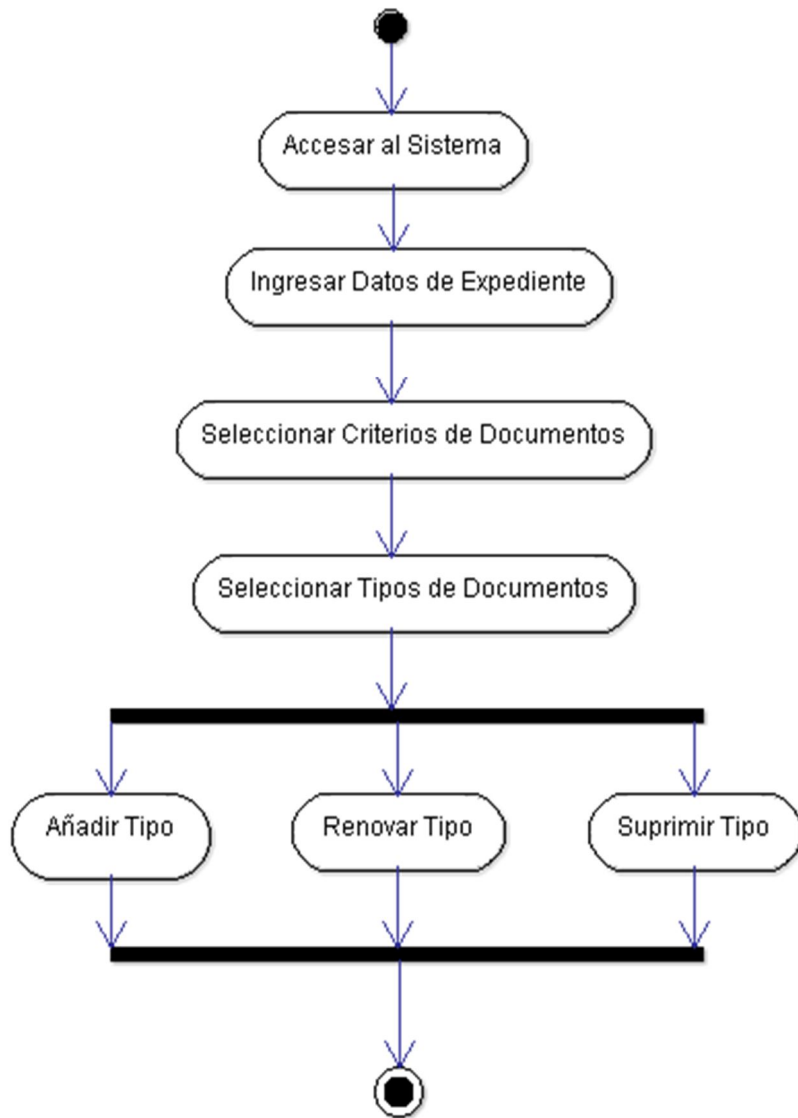 Accesar al Sistema
Ingresar Datos de Expediente
Seleccionar Criterios de Documentos
Seleccionar Tipos de Documentos
Añadir Tipo
Renovar Tipo
Suprimir Tipo